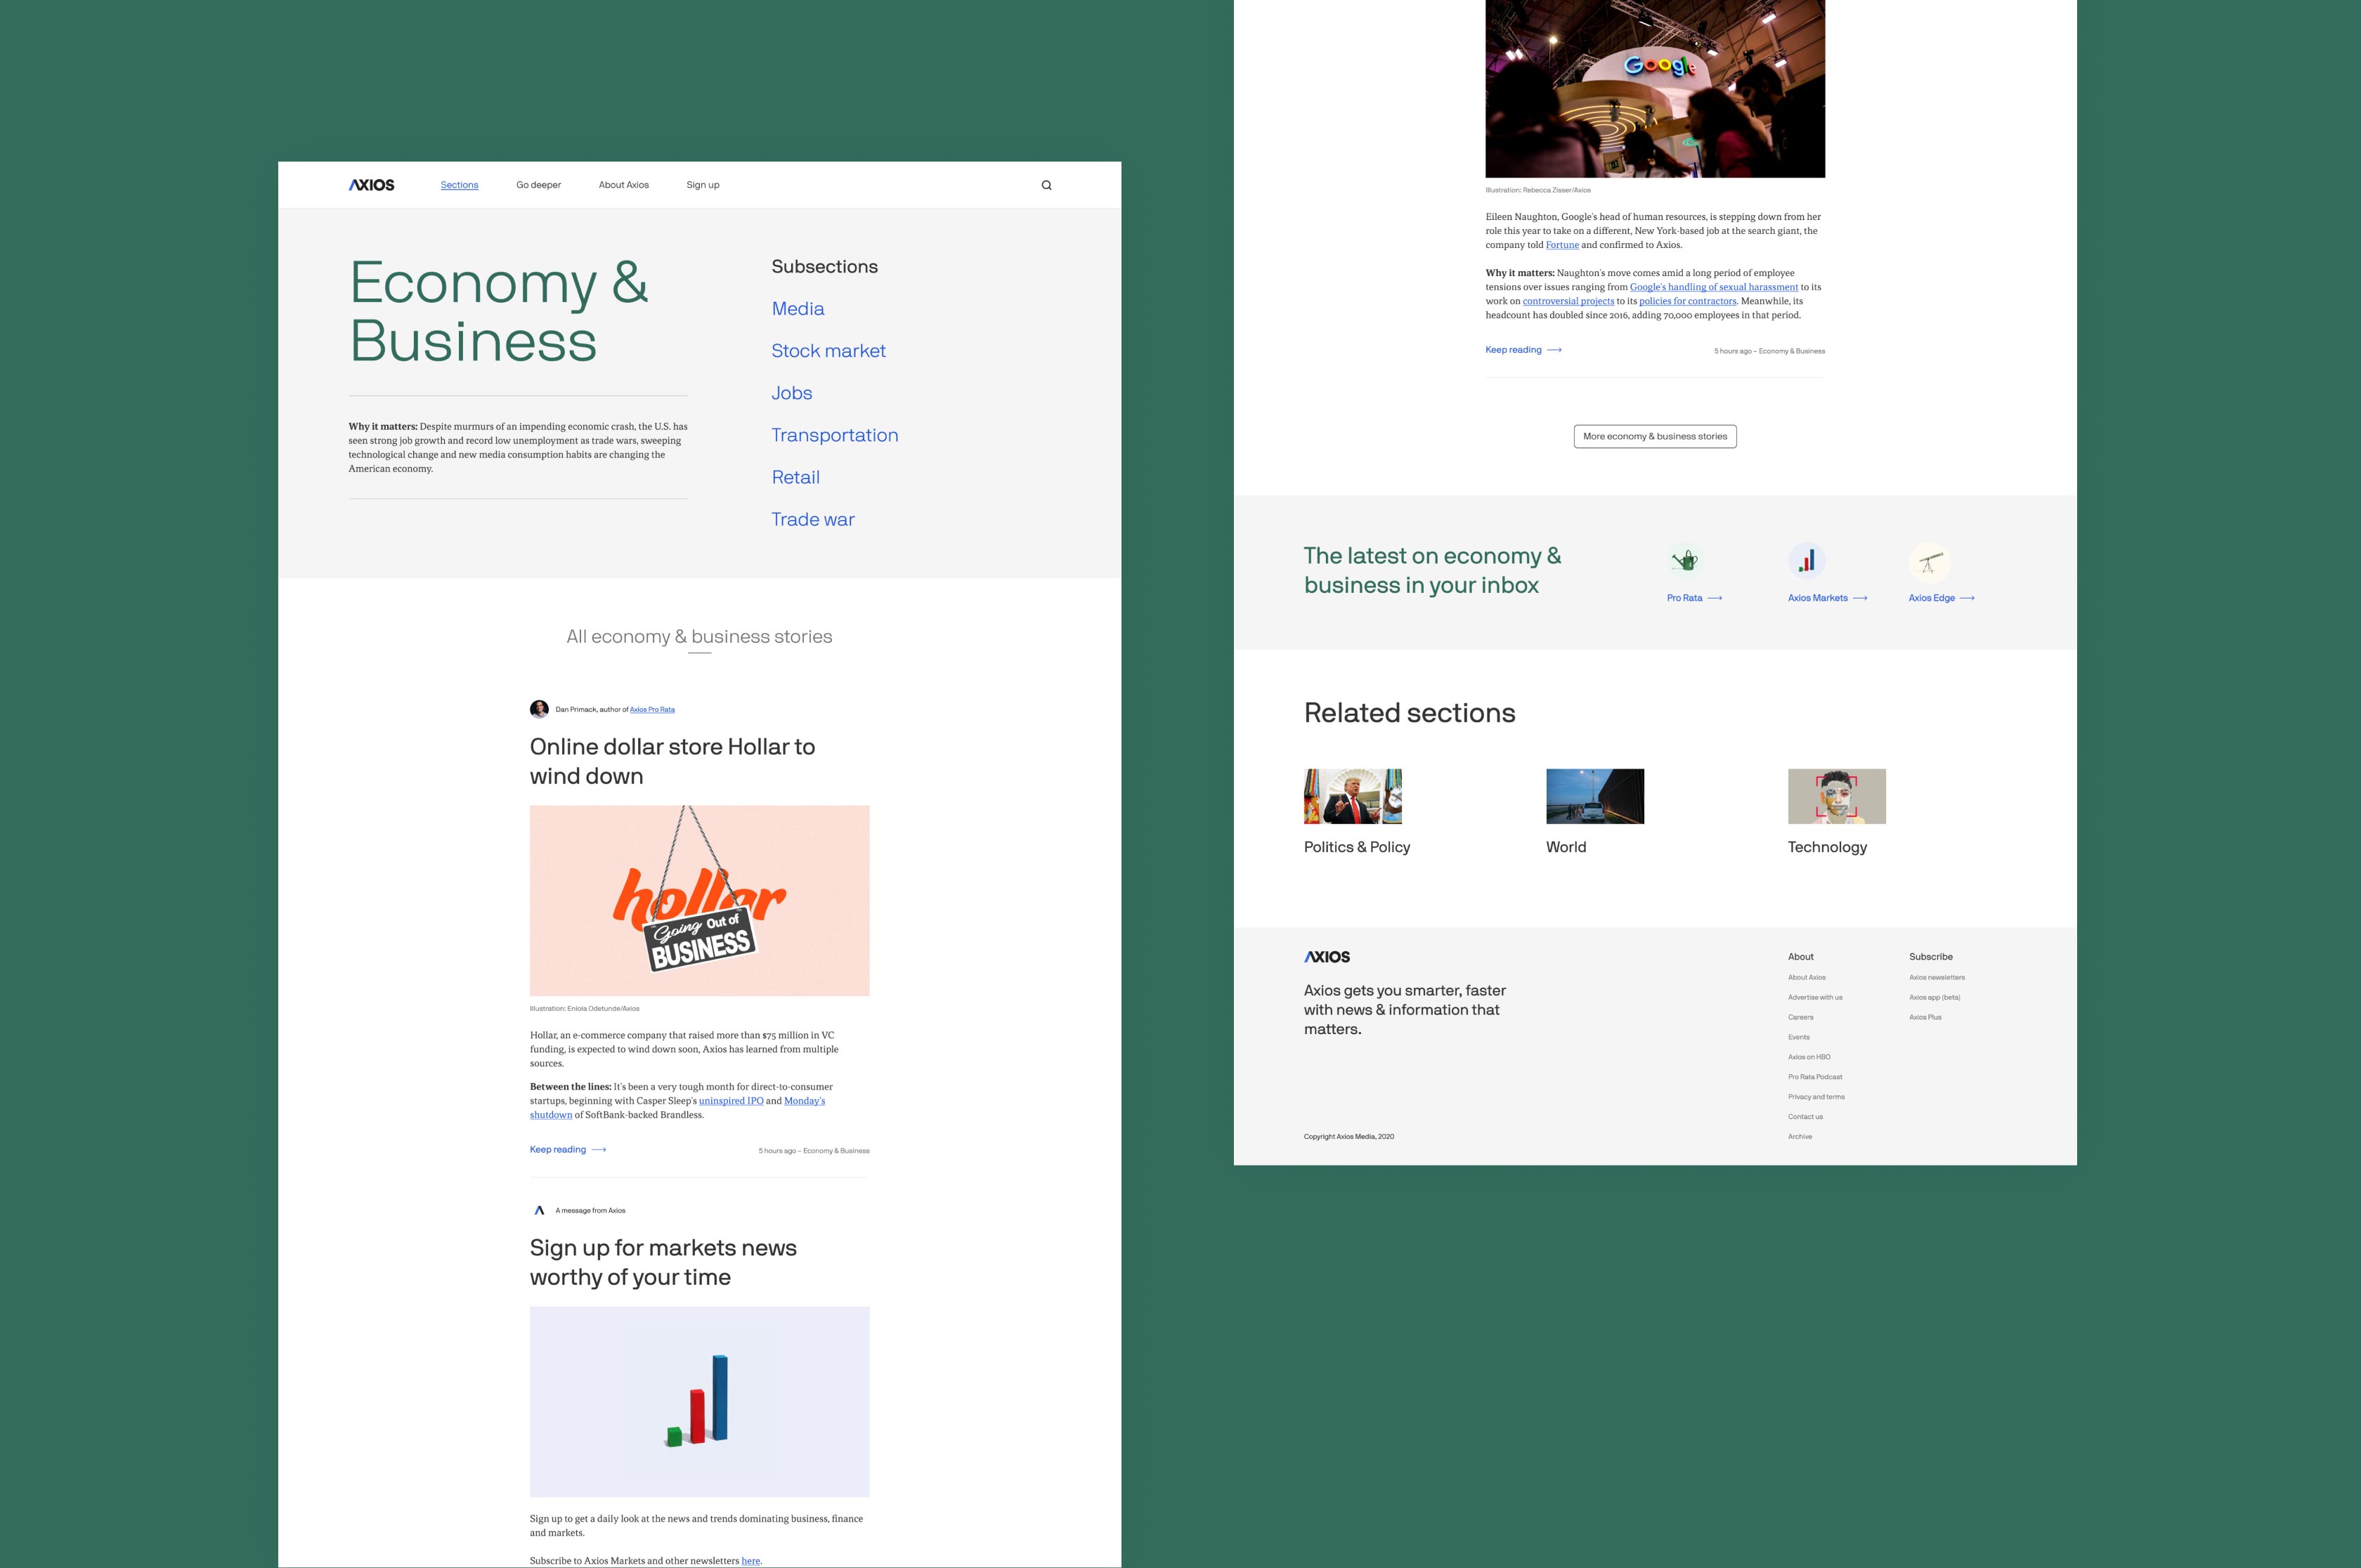 AXIOS
Sections
Go deeper
About Axios
Sign up
Economy &
Business
Why it matters: Despite murmurs of an impending economic crash, the U.S. has
seen strong job growth and record low unemployment as trade wars, sweeping
technological change and new media consumption habits are changing the
American economy.
Subsections
Media
Stock market
Jobs
Transportation
Retail
Trade war
All economy & business stories
Dan Primack, author of Axios Pro Rata
Online dollar store Hollar to
wind down
hollar
Going Out of
BUSINESS
Illustration: Eniola Odetunde/Axios
Hollar, an e-commerce company that raised more than $75 million in VC
funding, is expected to wind down soon, Axios has learned from multiple
sources.
Between the lines: It's been a very tough month for direct-to-consumer
startups, beginning with Casper Sleep's uninspired IPO and Monday's
shutdown of SoftBank-backed Brandless.
Keep reading
5 hours ago – Economy & Business
A message from Axios
Sign up for markets news
worthy of your time
Sign up to get a daily look at the news and trends dominating business, finance
and markets.
Subscribe to Axios Markets and other newsletters here.
Google
Illustration: Rebecca Zisser/Axios
Eileen Naughton, Google's head of human resources, is stepping down from her
role this year to take on a different, New York-based job at the search giant, the
company told Fortune and confirmed to Axios.
Why it matters: Naughton's move comes amid a long period of employee
tensions over issues ranging from Google's handling of sexual harassment to its
work on controversial projects to its policies for contractors. Meanwhile, its
headcount has doubled since 2016, adding 70,000 employees in that period.
Keep reading
5 hours ago – Economy & Business
More economy & business stories
The latest on economy &
business in your inbox
Pro Rata
Axios Markets
Axios Edge
Related sections
Politics & Policy
World
Technology
AXIOS
Axios gets you smarter, faster
with news & information that
matters.
Copyright Axios Media, 2020
About
About Axios
Advertise with us
Careers
Events
Axios on HBO
Pro Rata Podcast
Privacy and terms
Contact us
Archive
Subscribe
Axios newsletters
Axios app (beta)
Axios Plus